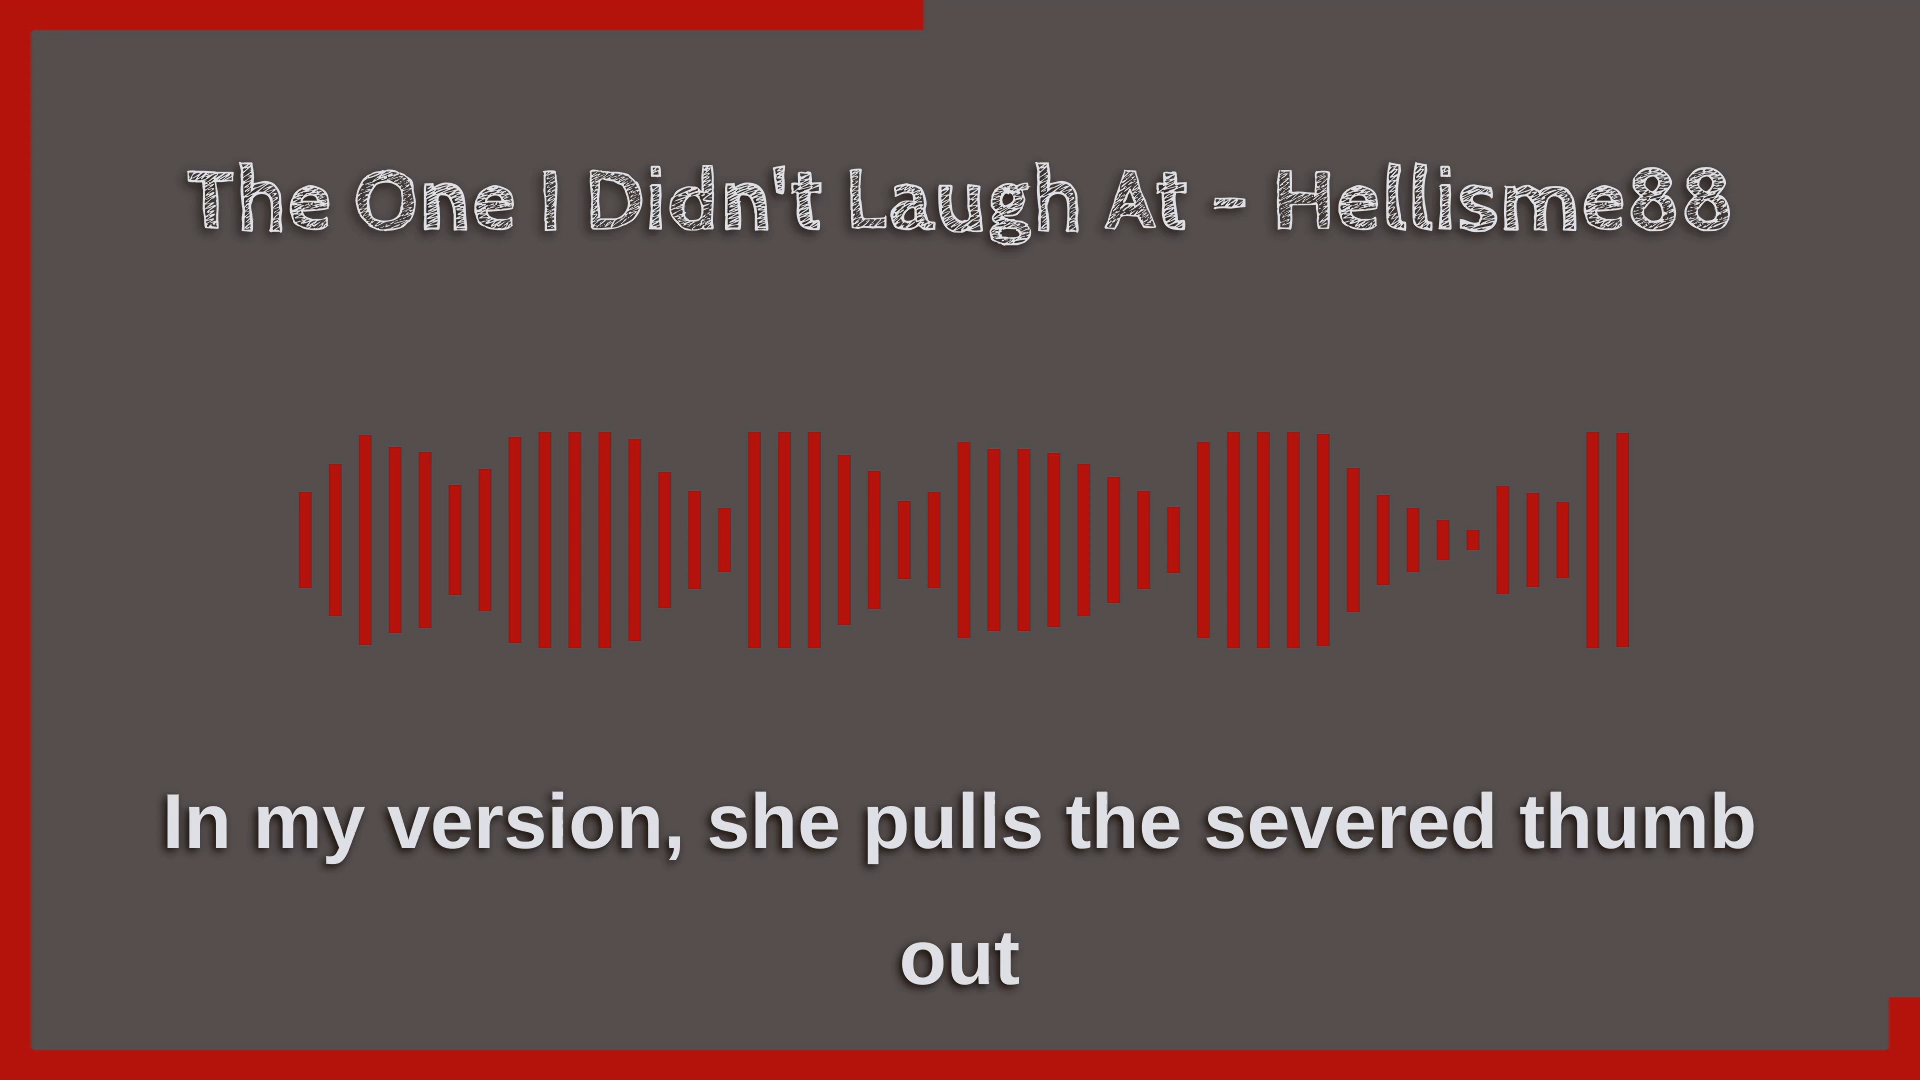 The One I Didn't Laugh At - Hellisme88
In my version, she pulls the severed thumb
out